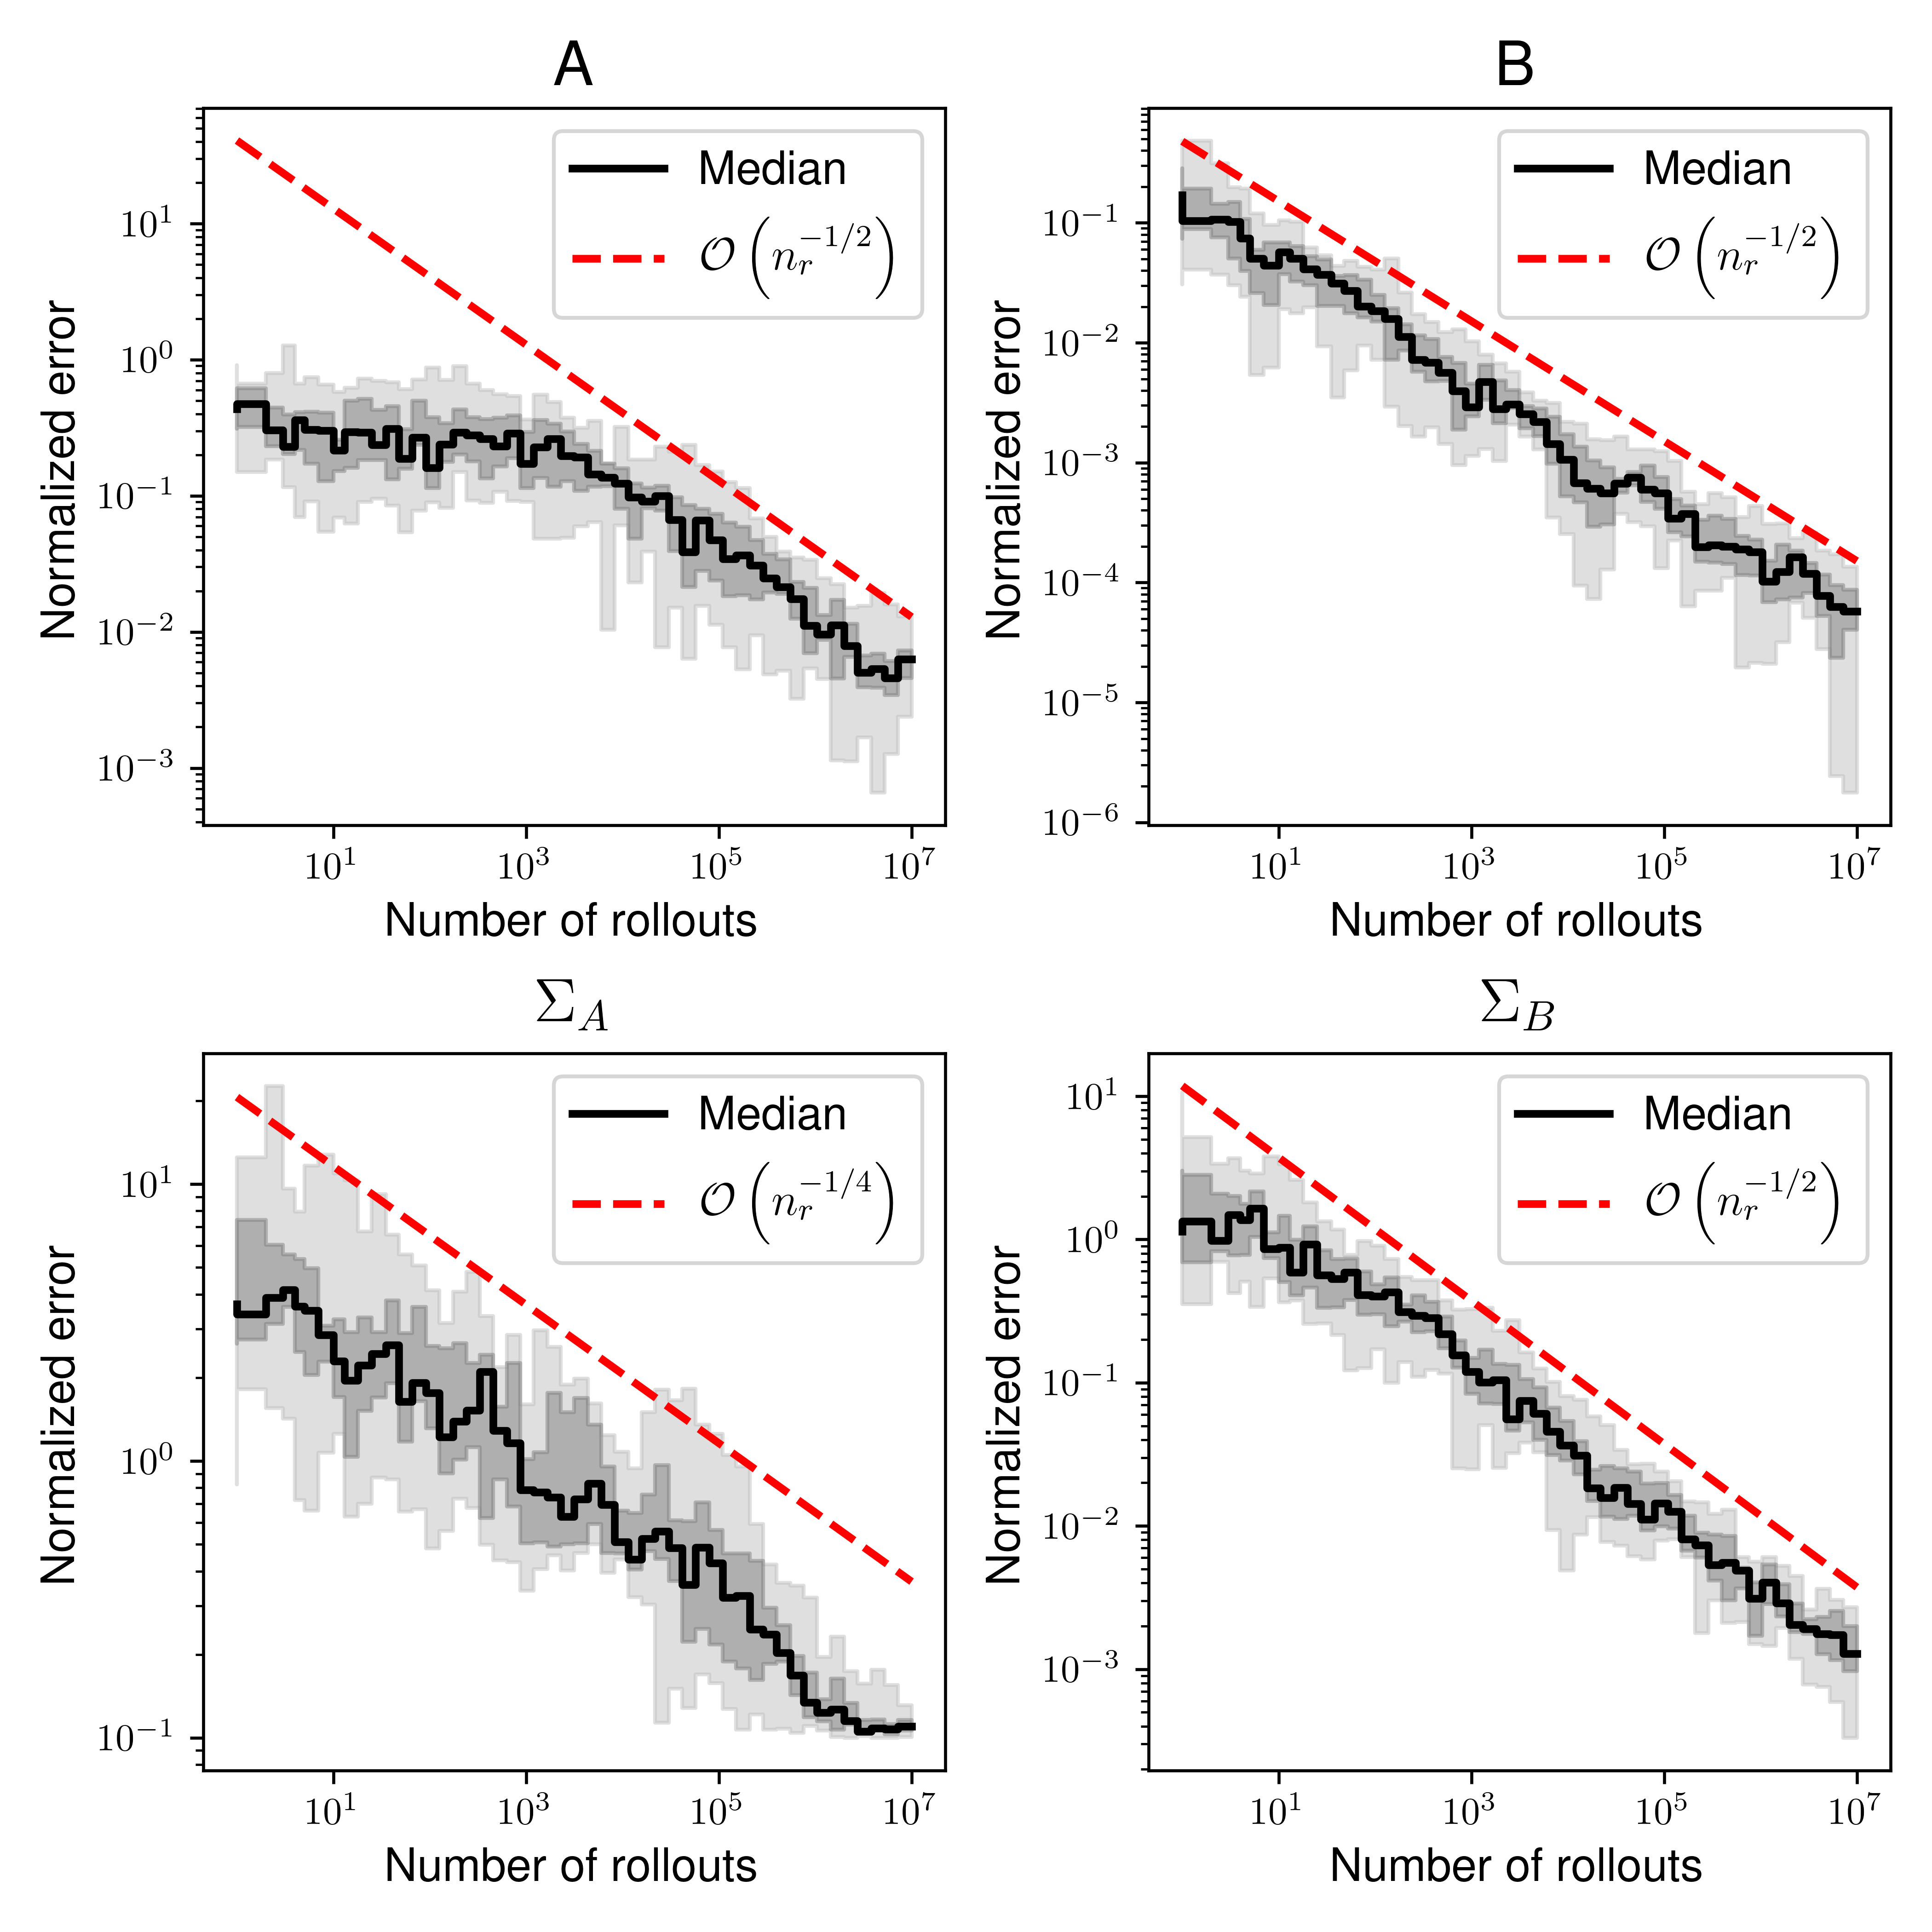 A
Median
𝒪(n_r^{-1/2})
Normalized error
10^1
10^0
10^{-1}
10^{-2}
10^{-3}
10^1
10^3
10^5
10^7
Number of rollouts
B
Median
𝒪(n_r^{-1/2})
Normalized error
10^{-1}
10^{-2}
10^{-3}
10^{-4}
10^{-5}
10^{-6}
10^1
10^3
10^5
10^7
Number of rollouts
Σ_A
Median
𝒪(n_r^{-1/4})
Normalized error
10^1
10^0
10^{-1}
10^1
10^3
10^5
10^7
Number of rollouts
Σ_B
Median
𝒪(n_r^{-1/2})
Normalized error
10^1
10^0
10^{-1}
10^{-2}
10^{-3}
10^1
10^3
10^5
10^7
Number of rollouts